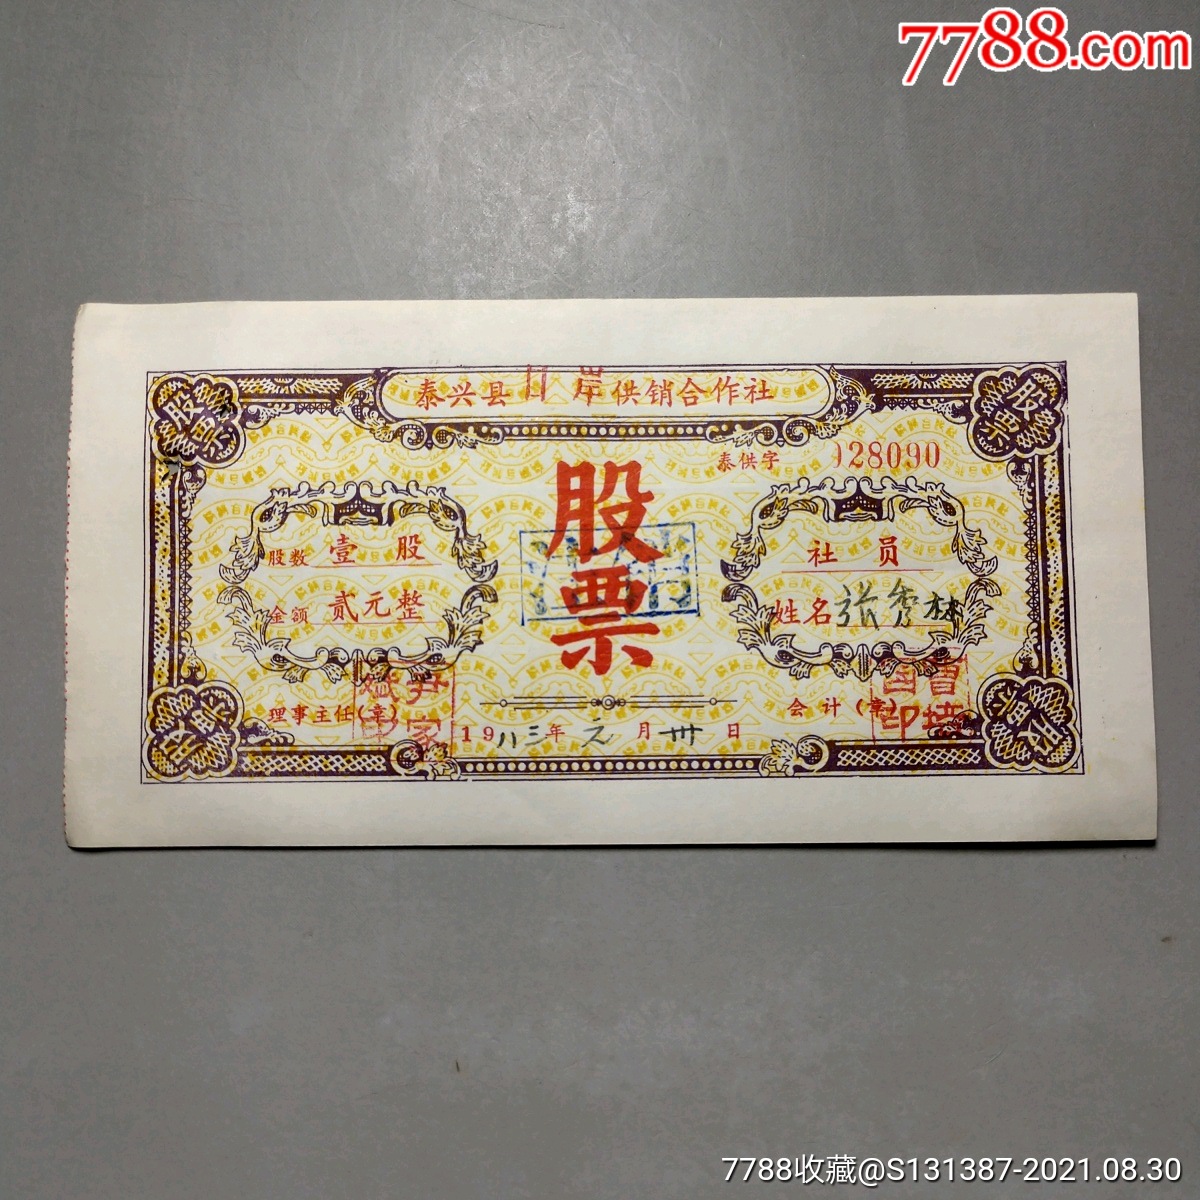 7788.com
股票
股票
泰兴县 岸供销合作社
泰供字 028090
股票
股数 壹股
金额 贰元整
社员
姓名 张秀林
理事主任(章)
会计(章)
19八三年元月卅日
股票
股票
7788收藏@S131387-2021.08.30